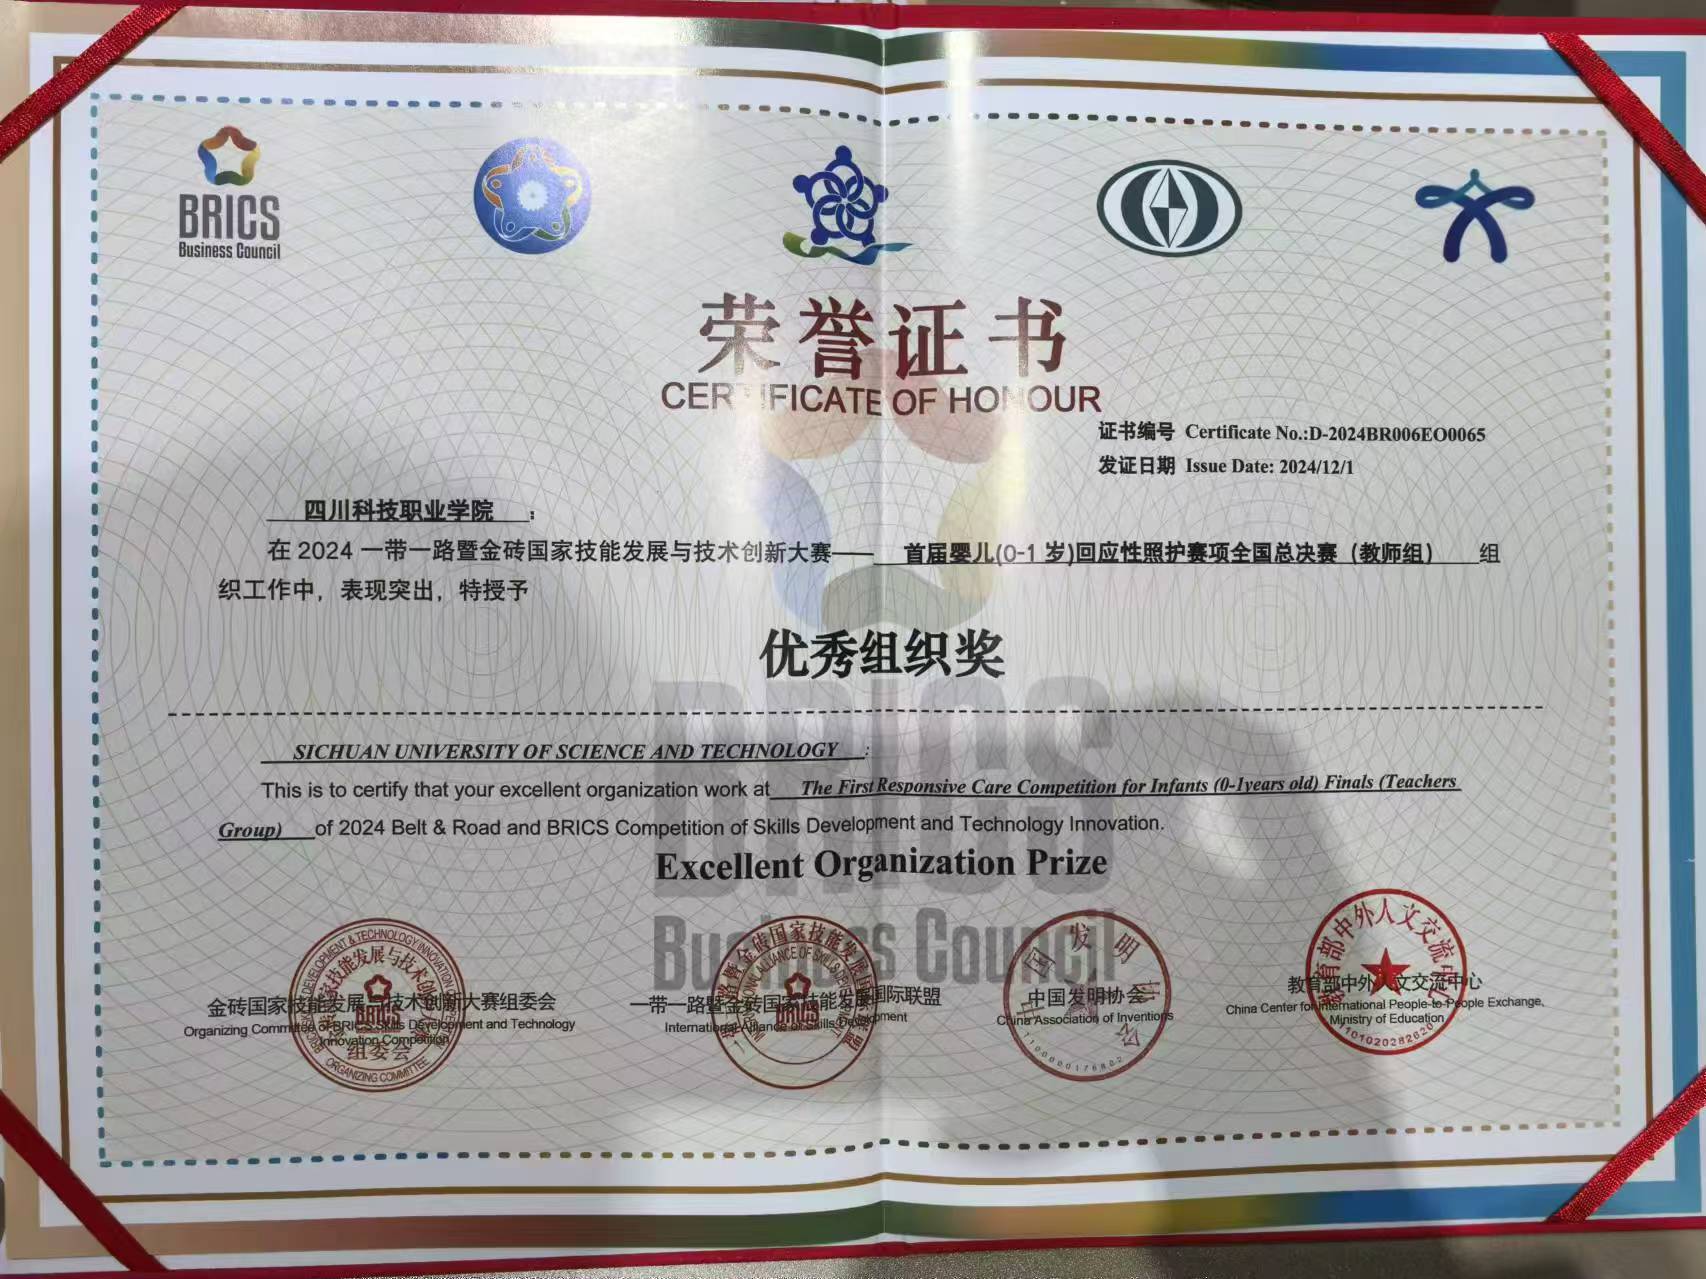 BRICS
Business Council
荣誉证书
CERTIFICATE OF HONOUR
证书编号 Certificate No.:D-2024BR006EO0065
发证日期 Issue Date: 2024/12/1
四川科技职业学院 :
在 2024 一带一路暨金砖国家技能发展与技术创新大赛—— 首届婴儿(0-1 岁)回应性照护赛项全国总决赛（教师组） 组
织工作中，表现突出，特授予
优秀组织奖
SICHUAN UNIVERSITY OF SCIENCE AND TECHNOLOGY :
This is to certify that your excellent organization work at The First Responsive Care Competition for Infants (0-1years old) Finals (Teachers
Group) of 2024 Belt & Road and BRICS Competition of Skills Development and Technology Innovation.
Excellent Organization Prize
BRICS
Business Council
金砖国家技能发展与技术创新大赛组委会
Organizing Committee of BRICS Skills Development and Technology
Innovation Competition
组委会
ORGANIZING COMMITTEE
一带一路暨金砖国家技能发展国际联盟
International Alliance of Skills Development
BRICS
中国发明协会
China Association of Inventions
教育部中外人文交流中心
China Center for International People-to-People Exchange,
Ministry of Education